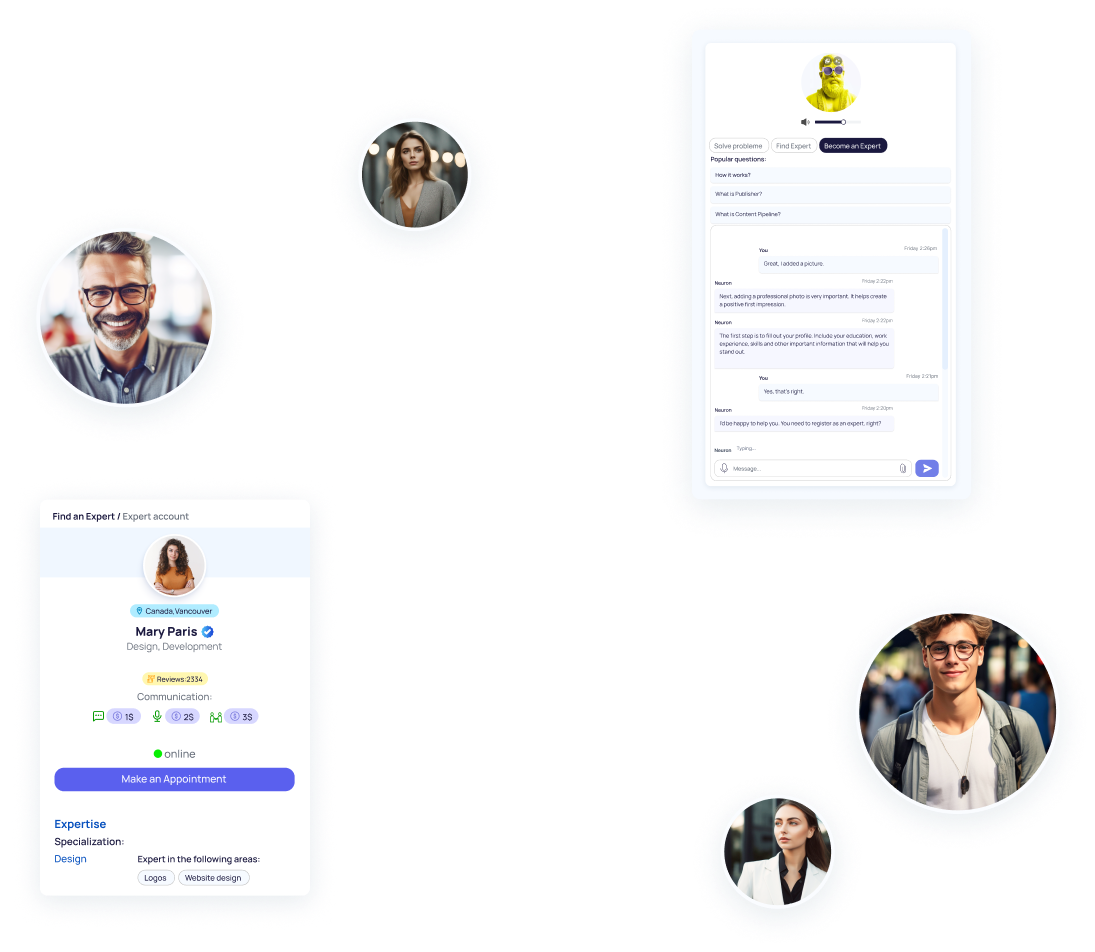 Solve probleme
Find Expert
Become an Expert
Popular questions:
How it works?
What is Publisher?
What is Content Pipeline?
You
Friday 2:26pm
Great, I added a picture.
Neuron
Friday 2:22pm
Next, adding a professional photo is very important. It helps create
a positive first impression.
Neuron
Friday 2:22pm
The first step is to fill out your profile. Include your education, work
experience, skills and other important information that will help you
stand out.
You
Friday 2:21pm
Yes, that's right.
Neuron
Friday 2:20pm
I'd be happy to help you. You need to register as an expert, right?
Neuron
Typing...
Message...
Find an Expert / Expert account
Canada,Vancouver
Mary Paris
Design, Development
Reviews:2334
Communication:
1$
2$
3$
online
Make an Appointment
Expertise
Specialization:
Design
Expert in the following areas:
Logos
Website design